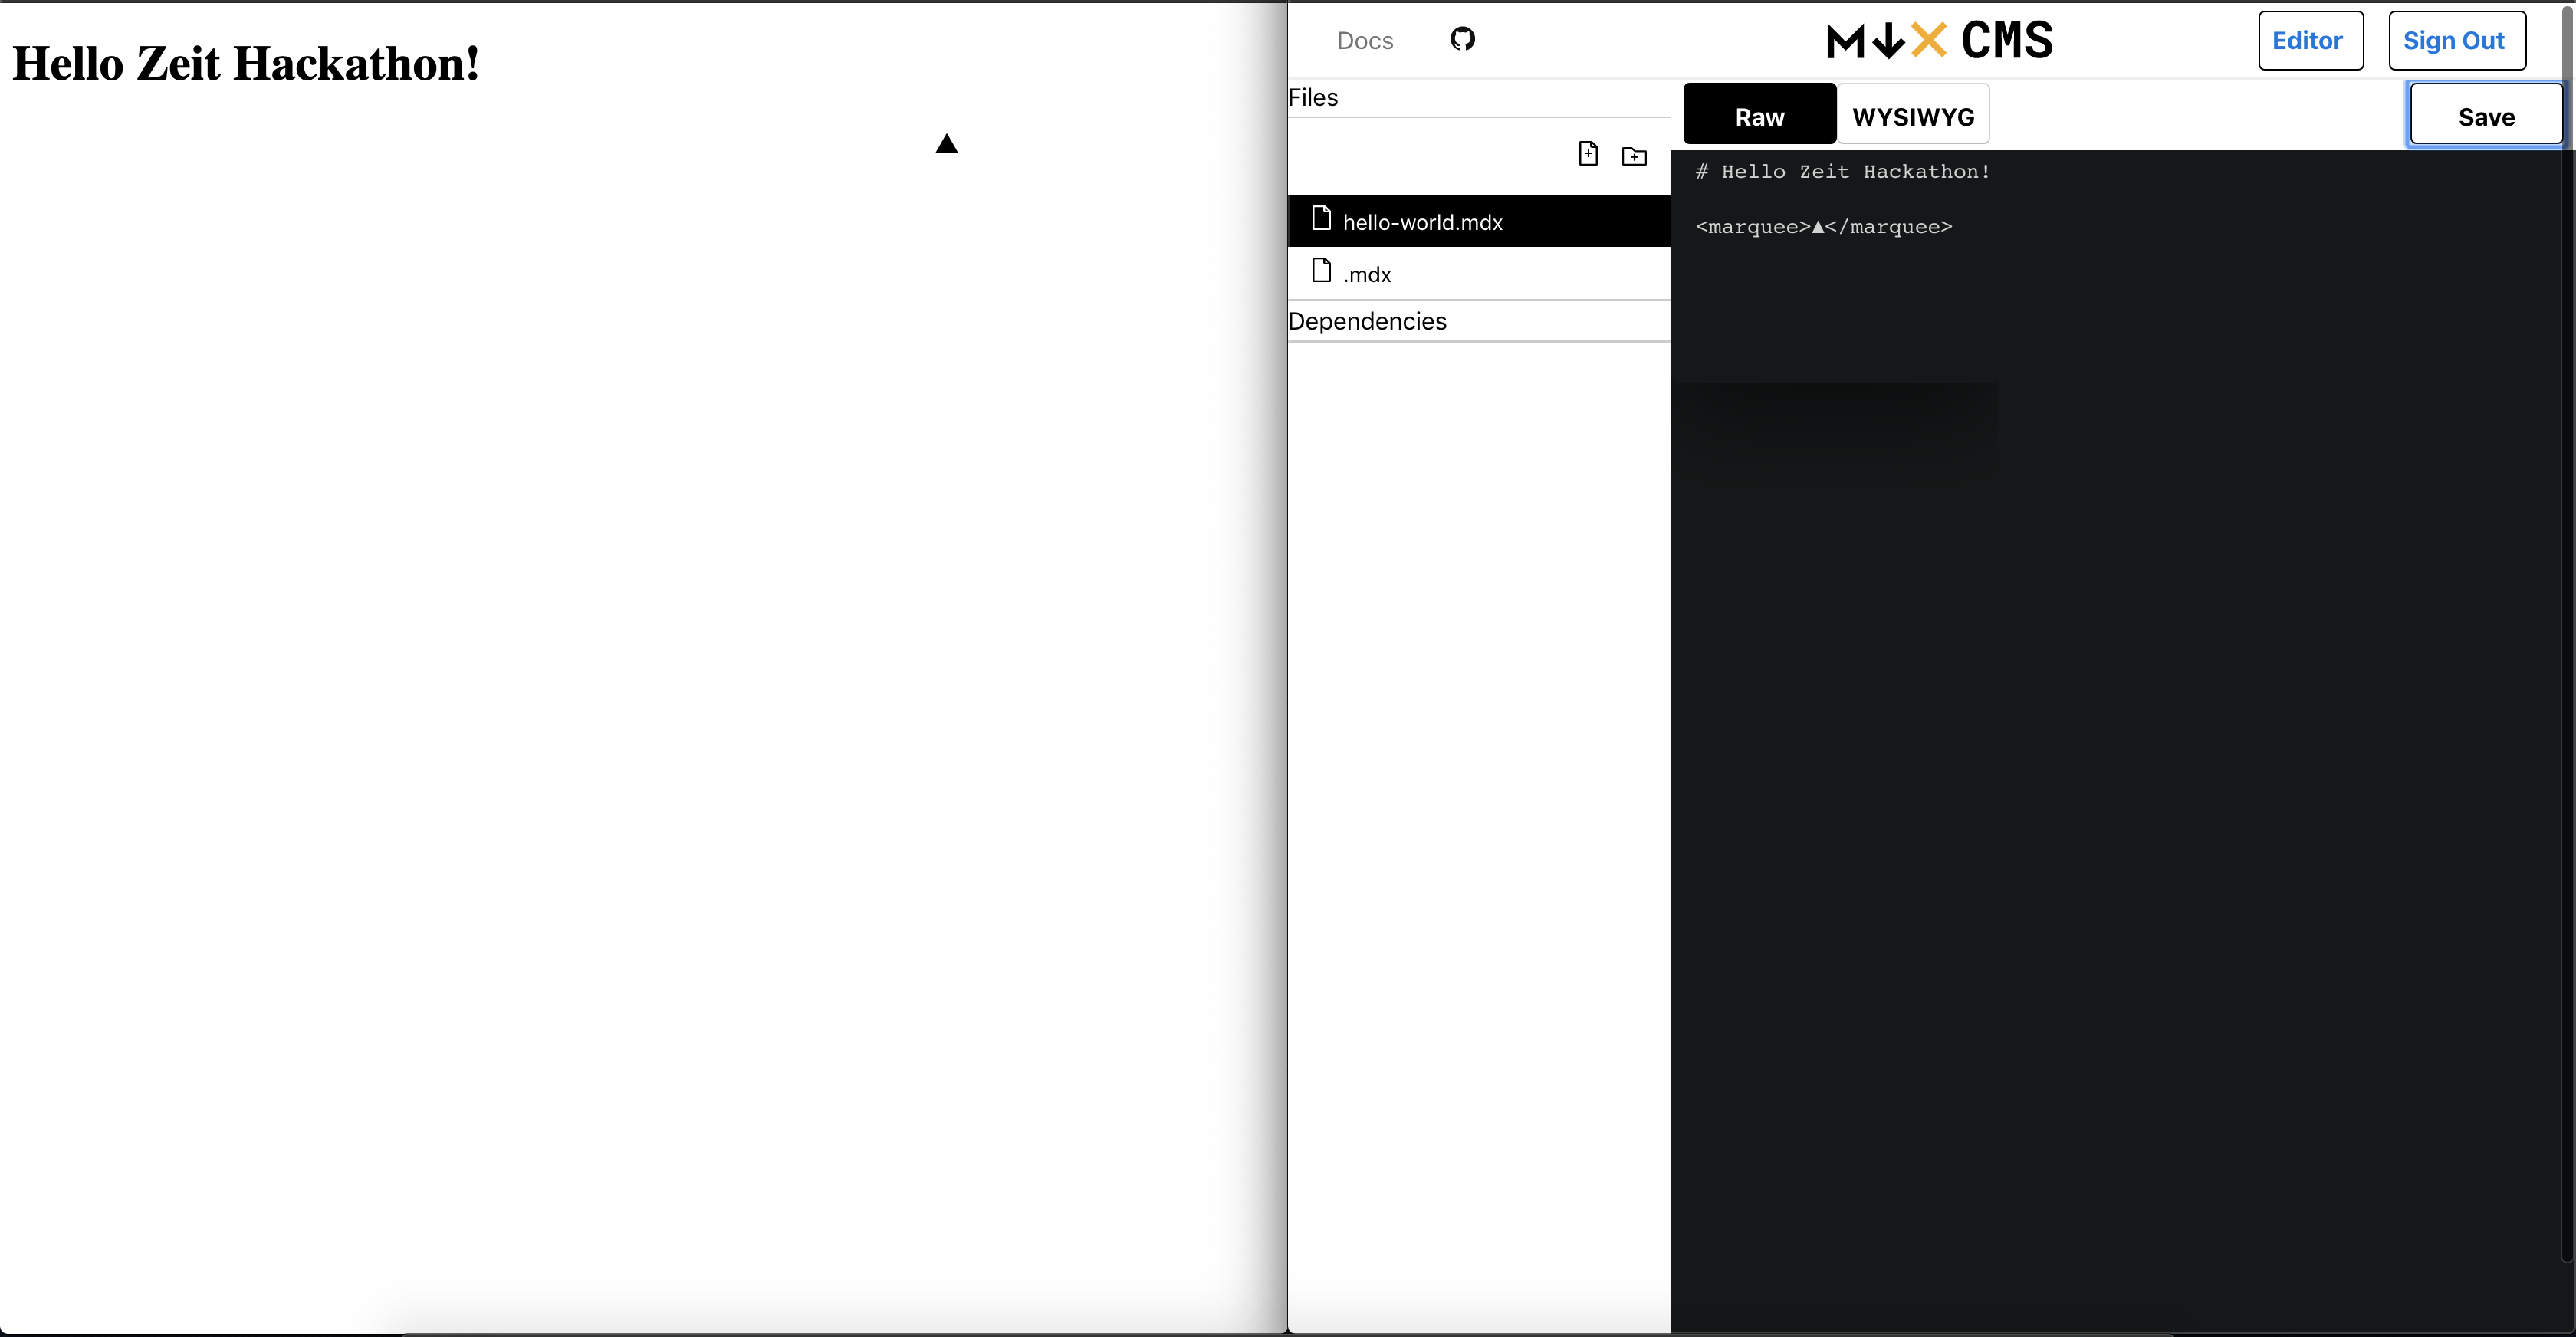 Hello Zeit Hackathon!
▲
Docs
M↓X CMS
Editor
Sign Out
Files
Raw
WYSIWYG
Save
hello-world.mdx
.mdx
Dependencies
# Hello Zeit Hackathon!
<marquee>▲</marquee>